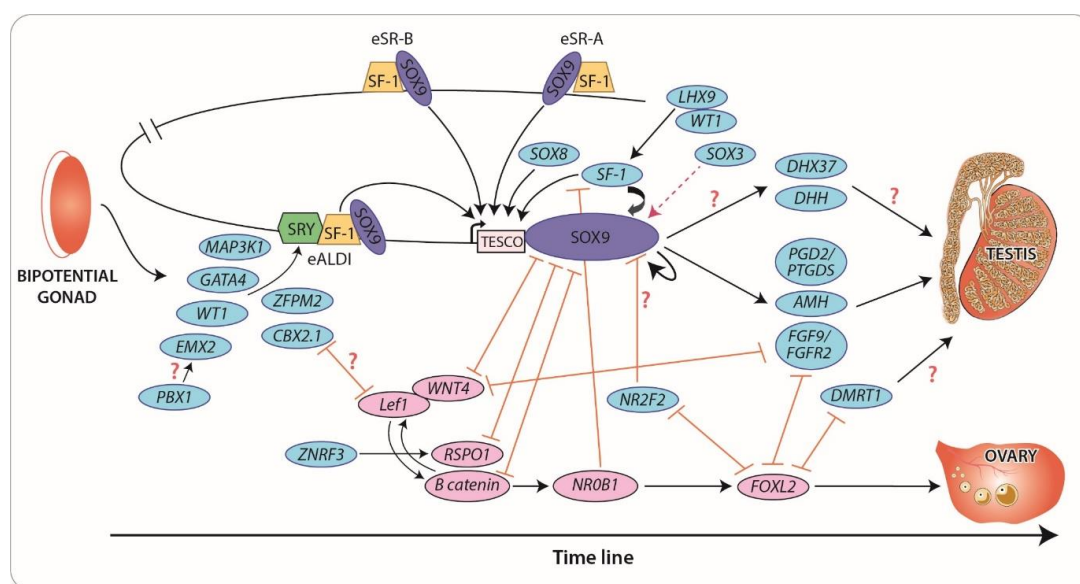 eSR-B
eSR-A
SF-1
SOX9
SOX9
SF-1
LHX9
WT1
SOX8
SOX3
SF-1
DHX37
DHH
?
?
SRY
SF-1
SOX9
eALDI
TESCO
SOX9
MAP3K1
GATA4
WT1
EMX2
?
PBX1
ZFPM2
CBX2.1
?
BIPOTENTIAL
GONAD
PGD2/
PTGDS
AMH
FGF9/
FGFR2
TESTIS
?
WNT4
Lef1
NR2F2
DMRT1
?
ZNRF3
RSPO1
B catenin
NR0B1
FOXL2
OVARY
Time line